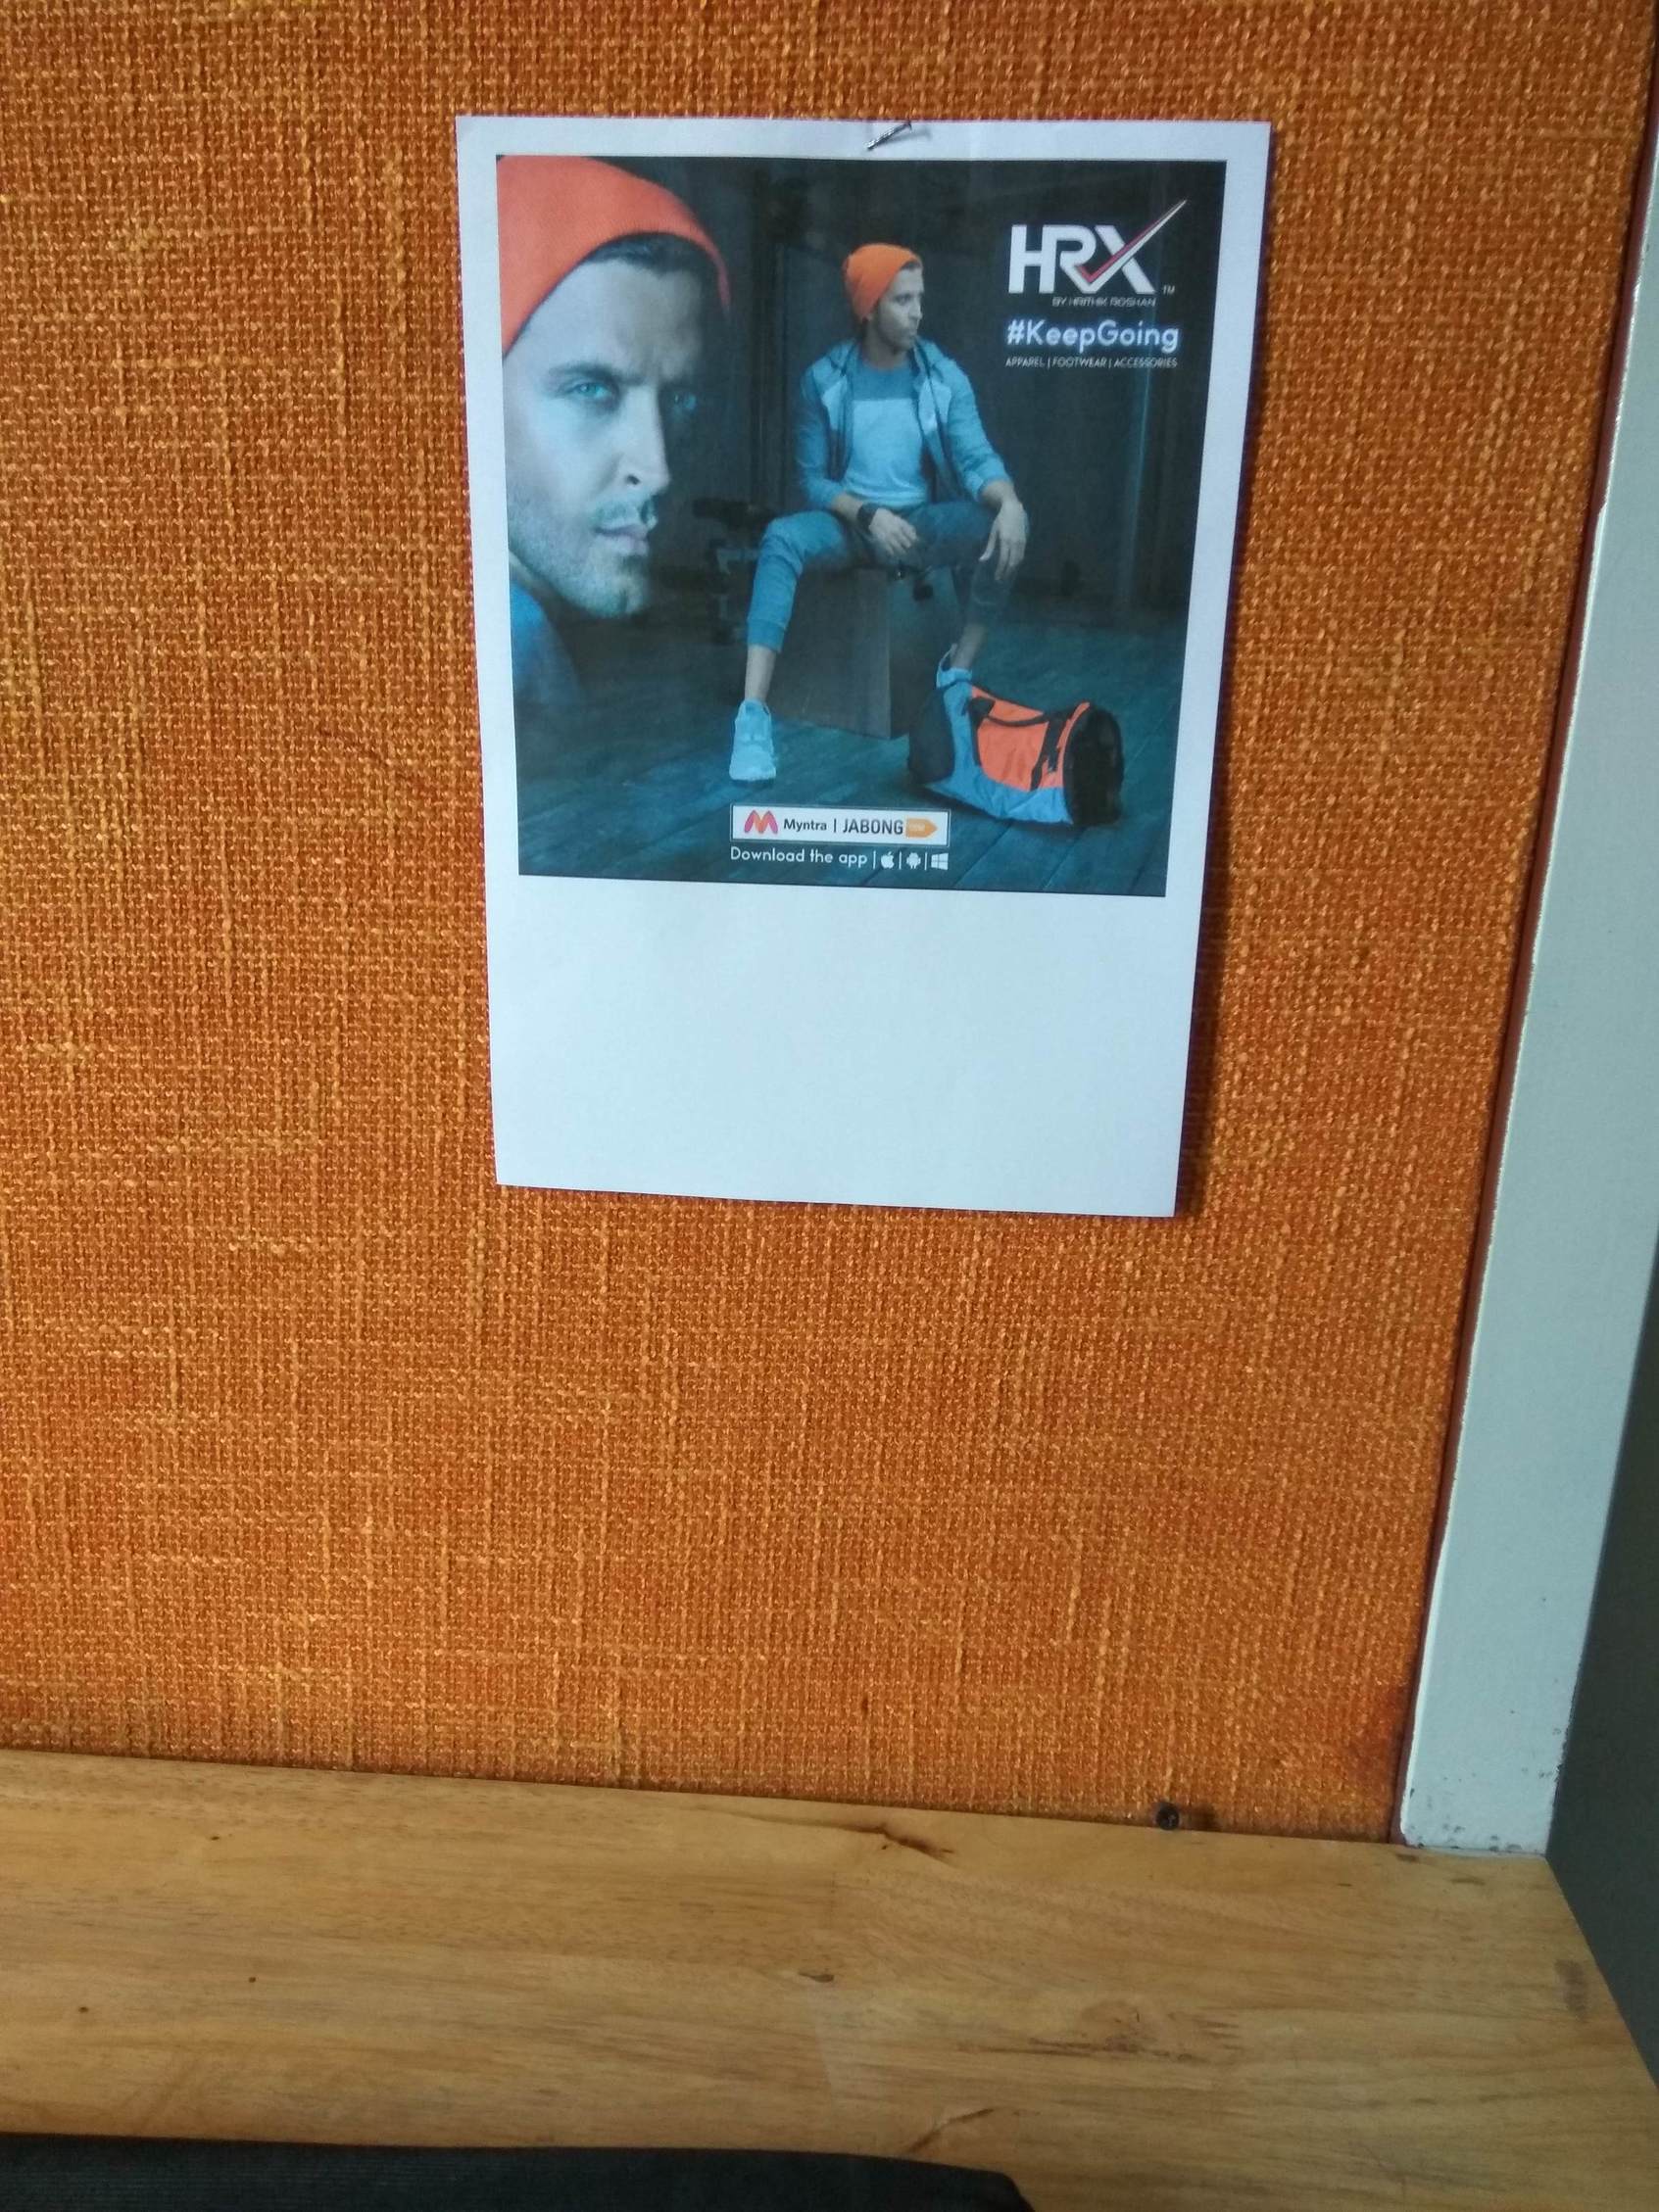 HRX
TM
BY HRITHIK ROSHAN
#KeepGoing
APPAREL | FOOTWEAR | ACCESSORIES
Myntra | JABONG
Download the app